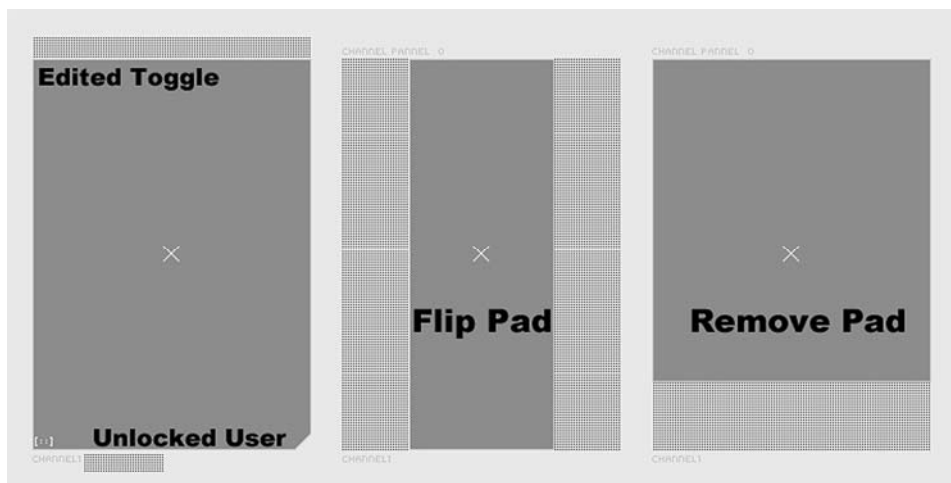 CHANNEL PANNEL 0
CHANNEL PANNEL 0
Edited Toggle
Flip Pad
Remove Pad
[::]
Unlocked User
CHANNEL1
CHANNEL1
CHANNEL1